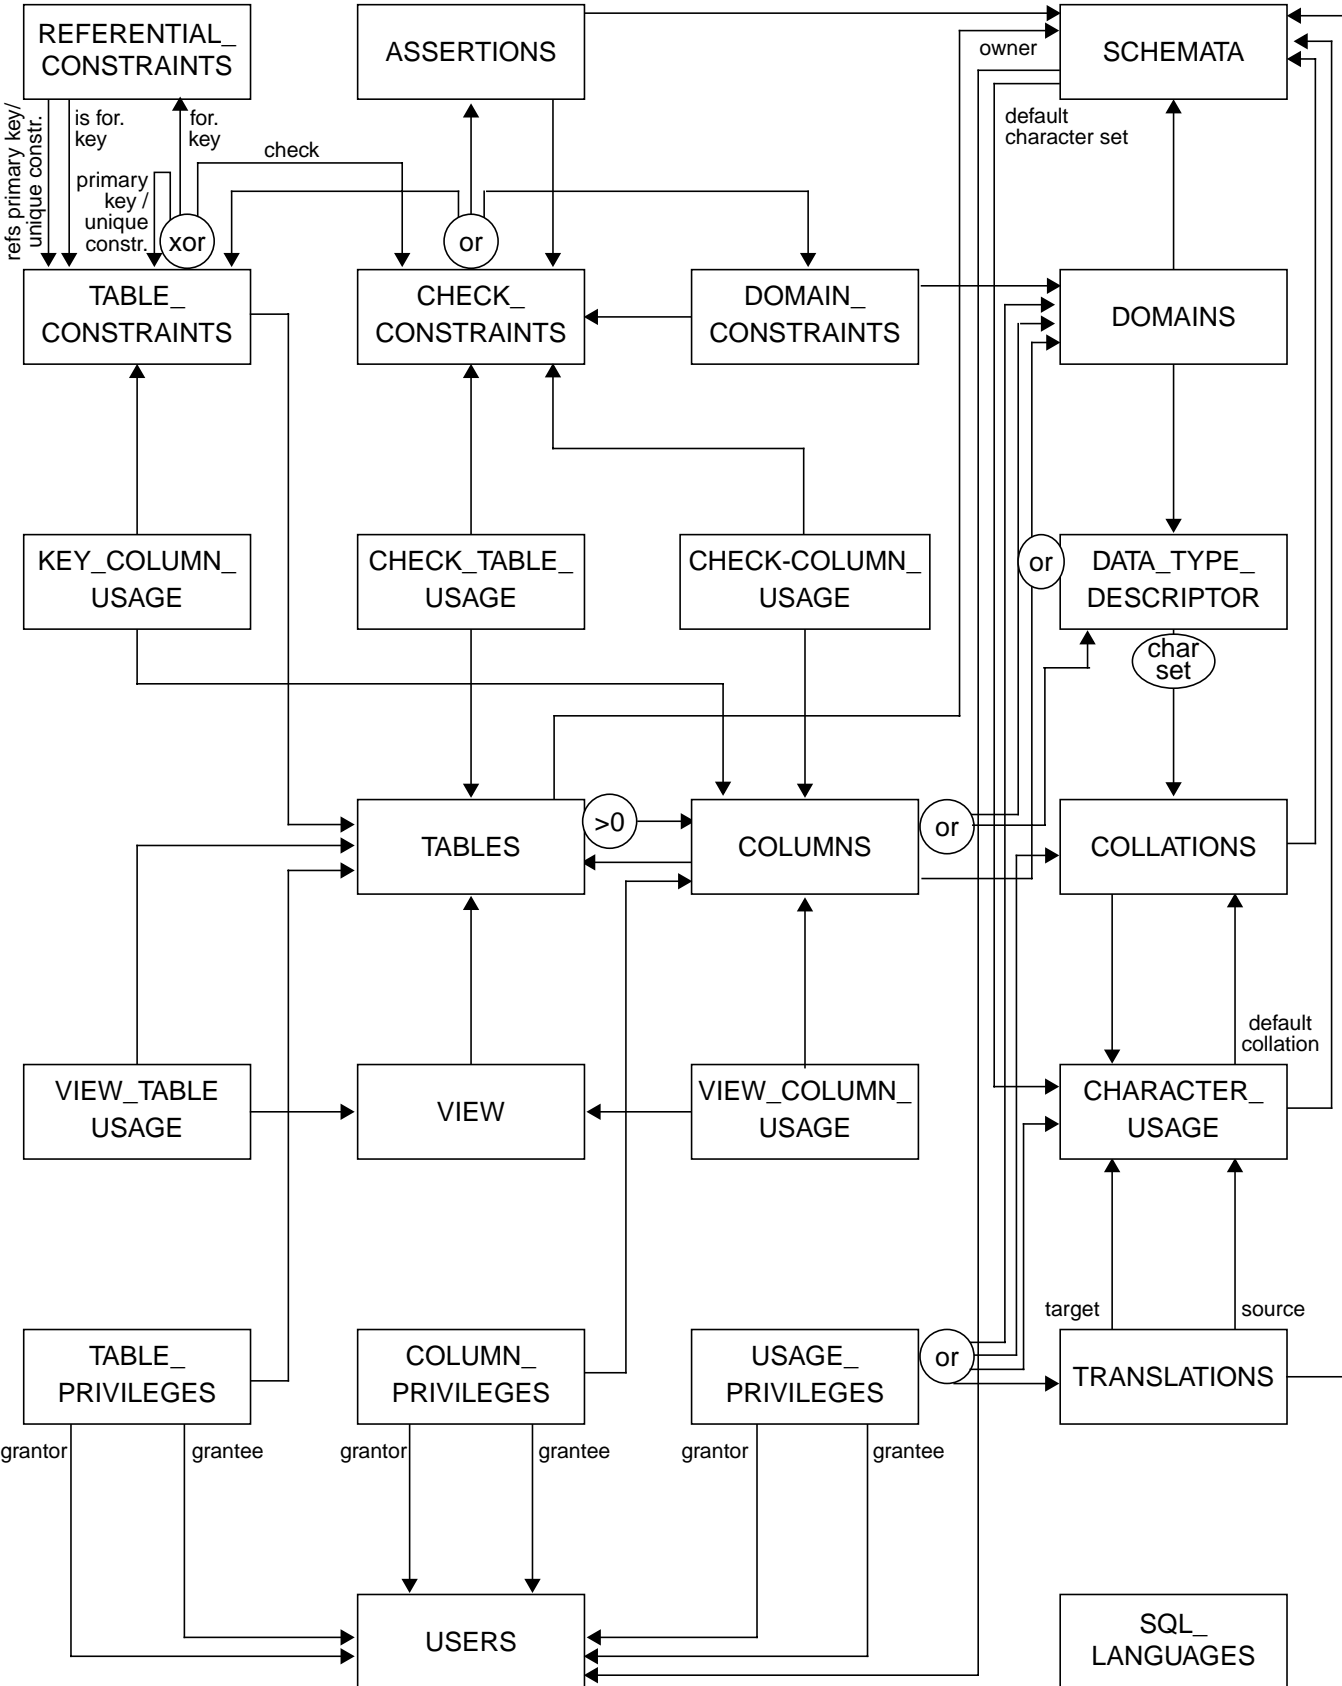 REFERENTIAL_
CONSTRAINTS
ASSERTIONS
SCHEMATA
owner
refs primary key/
unique constr.
is for.
key
for.
key
check
default
character set
primary
key /
unique
constr.
xor
or
TABLE_
CONSTRAINTS
CHECK_
CONSTRAINTS
DOMAIN_
CONSTRAINTS
DOMAINS
KEY_COLUMN_
USAGE
CHECK_TABLE_
USAGE
CHECK-COLUMN_
USAGE
or
DATA_TYPE_
DESCRIPTOR
char
set
TABLES
>0
COLUMNS
or
COLLATIONS
default
collation
VIEW_TABLE
USAGE
VIEW
VIEW_COLUMN_
USAGE
CHARACTER_
USAGE
target
source
TABLE_
PRIVILEGES
COLUMN_
PRIVILEGES
USAGE_
PRIVILEGES
or
TRANSLATIONS
grantor
grantee
grantor
grantee
grantor
grantee
USERS
SQL_
LANGUAGES